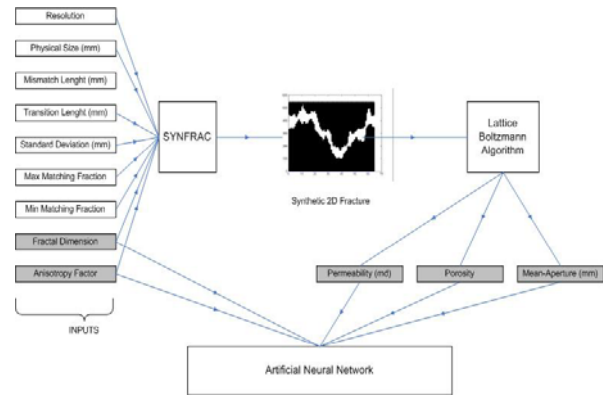 Resolution
Physical Size (mm)
Mismatch Lenght (mm)
Transition Lenght (mm)
Standard Deviation (mm)
Max Matching Fraction
Min Matching Fraction
Fractal Dimension
Anisotropy Factor
INPUTS
SYNFRAC
Synthetic 2D Fracture
Lattice
Boltzmann
Algorithm
Permeability (md)
Porosity
Mean-Aperture (mm)
Artificial Neural Network